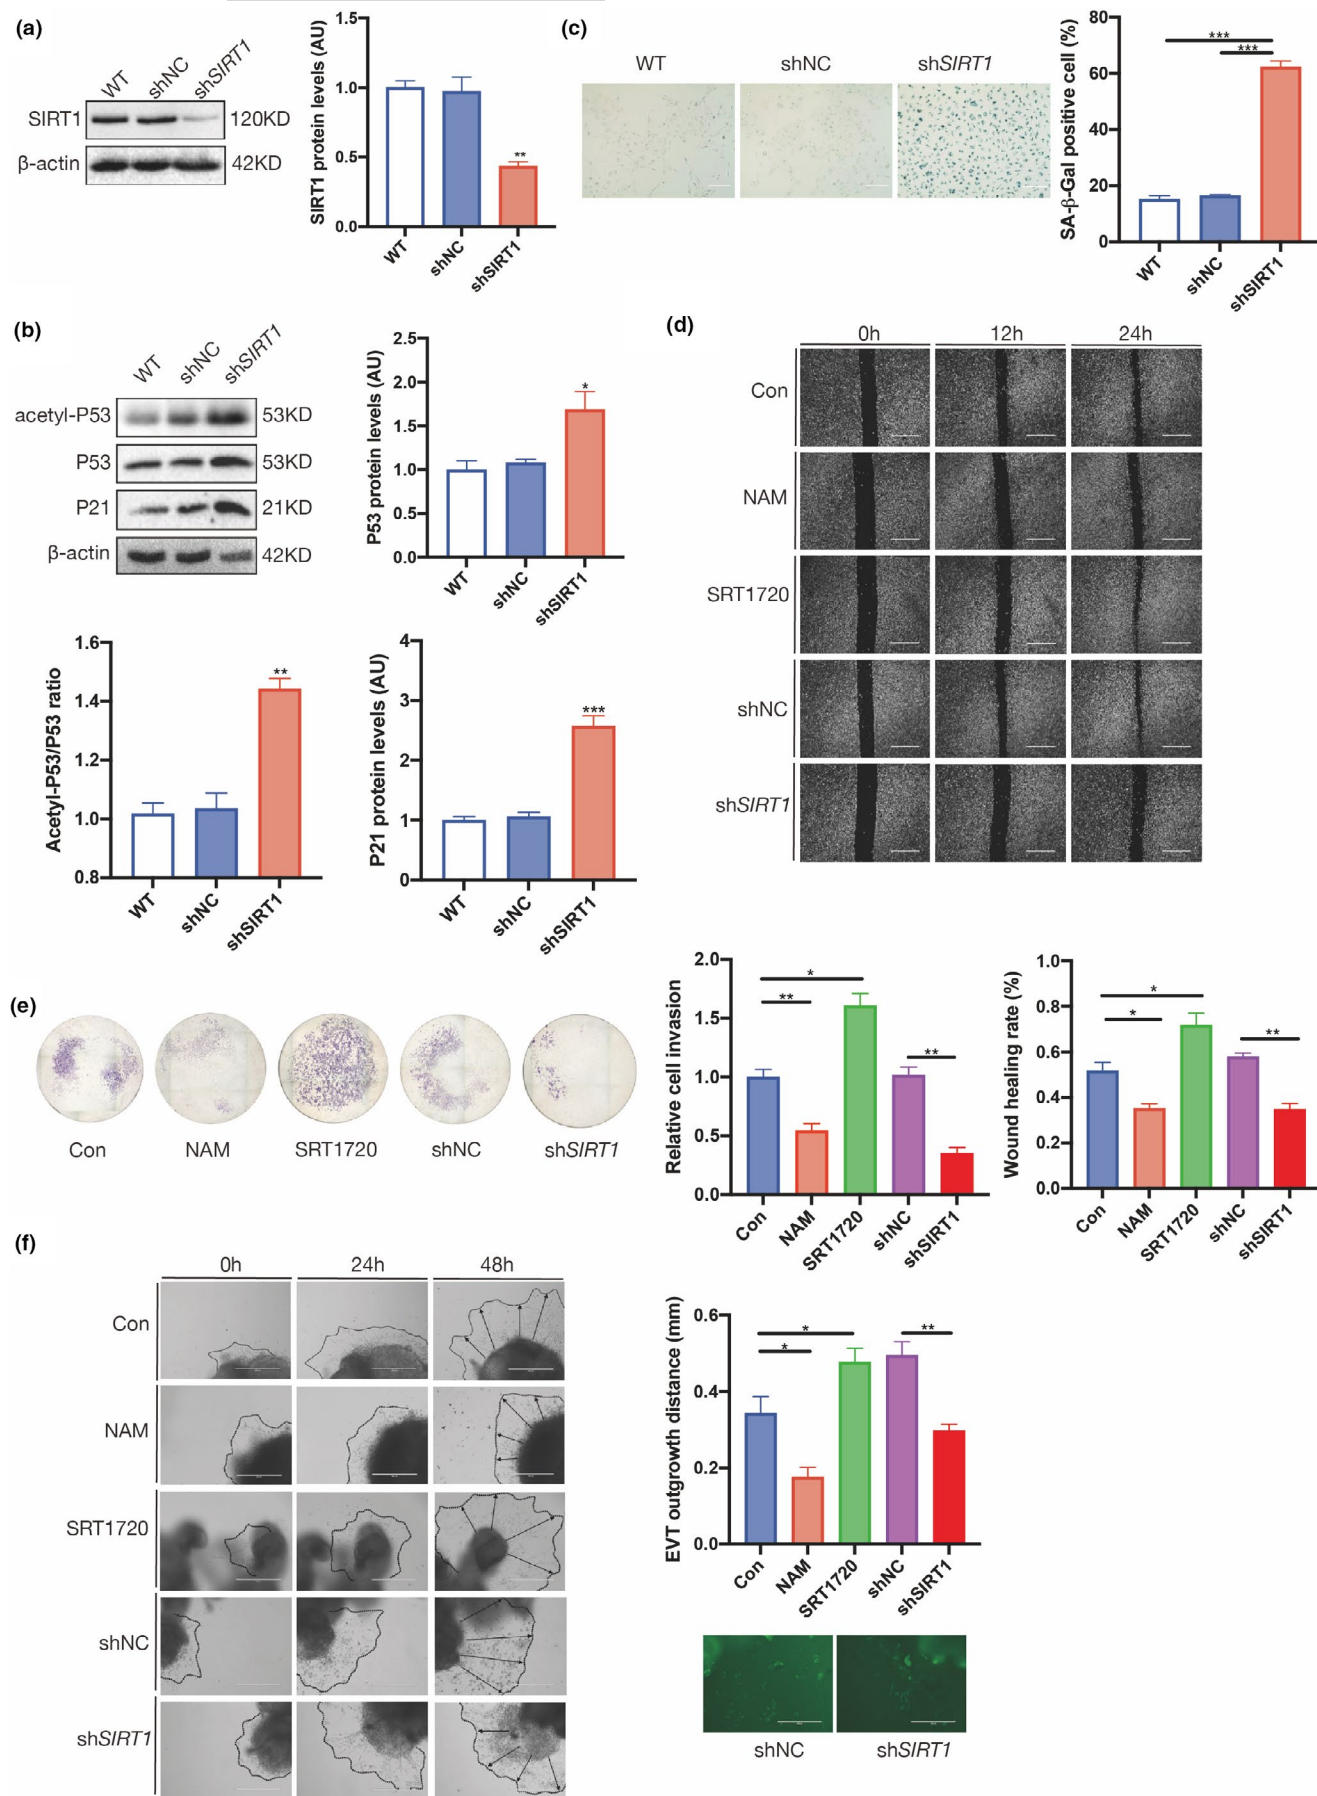 (a)
WT
shNC
shSIRT1
SIRT1
120KD
β-actin
42KD
SIRT1 protein levels (AU)
1.5
1.0
0.5
0.0
**
WT
shNC
shSIRT1
(c)
WT
shNC
shSIRT1
SA-β-Gal positive cell (%)
80
60
40
20
0
***
***
WT
shNC
shSIRT1
(b)
WT
shNC
shSIRT1
acetyl-P53
53KD
P53
53KD
P21
21KD
β-actin
42KD
P53 protein levels (AU)
2.5
2.0
1.5
1.0
0.5
0.0
*
WT
shNC
shSIRT1
Acetyl-P53/P53 ratio
1.6
1.4
1.2
1.0
0.8
**
WT
shNC
shSIRT1
P21 protein levels (AU)
4
3
2
1
0
***
WT
shNC
shSIRT1
(d)
0h
12h
24h
Con
NAM
SRT1720
shNC
shSIRT1
(e)
Con
NAM
SRT1720
shNC
shSIRT1
Relative cell invasion
2.0
1.5
1.0
0.5
0.0
*
**
**
Con
NAM
SRT1720
shNC
shSIRT1
Wound healing rate (%)
1.0
0.8
0.6
0.4
0.2
0.0
*
*
**
Con
NAM
SRT1720
shNC
shSIRT1
(f)
0h
24h
48h
Con
NAM
SRT1720
shNC
shSIRT1
EVT outgrowth distance (mm)
0.6
0.4
0.2
0.0
*
*
**
Con
NAM
SRT1720
shNC
shSIRT1
shNC
shSIRT1